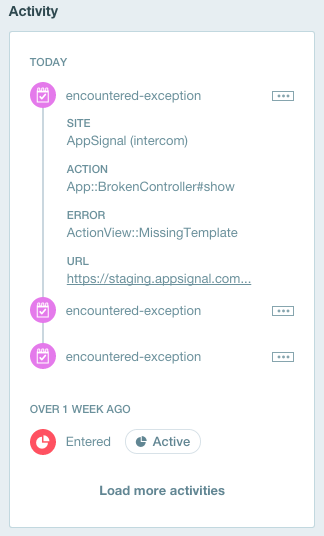 Activity
TODAY
encountered-exception
SITE
AppSignal (intercom)
ACTION
App::BrokenController#show
ERROR
ActionView::MissingTemplate
URL
https://staging.appsignal.com...
encountered-exception
encountered-exception
OVER 1 WEEK AGO
Entered Active
Load more activities